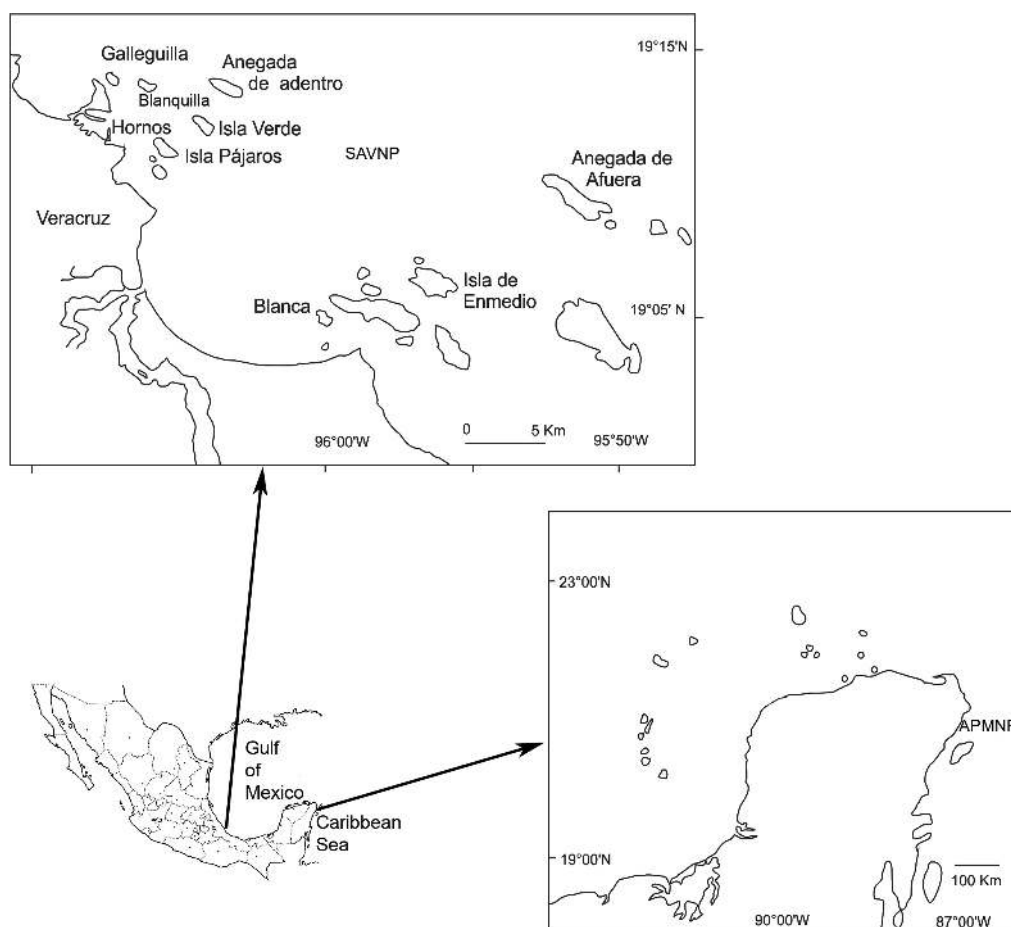 19°15'N
Galleguilla
Anegada
de adentro
Blanquilla
Hornos
Isla Verde
Isla Pájaros
SAVNP
Anegada de
Afuera
Veracruz
Isla de
Enmedio
Blanca
19°05' N
0 5 Km
96°00'W
95°50'W
23°00'N
APMNP
Gulf
of
Mexico
Caribbean
Sea
19°00'N
100 Km
90°00'W
87°00'W